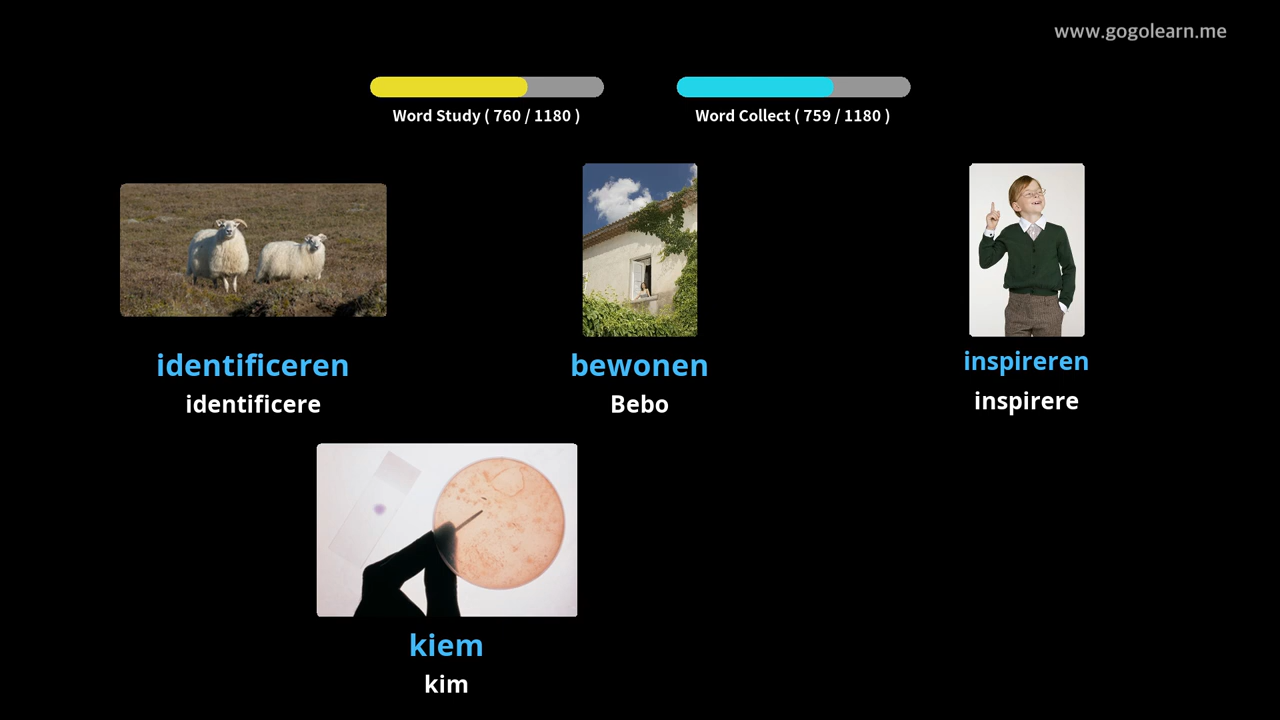 www.gogolearn.me
Word Study ( 760 / 1180 )
Word Collect ( 759 / 1180 )
identificeren
identificere
bewonen
Bebo
inspireren
inspirere
kiem
kim